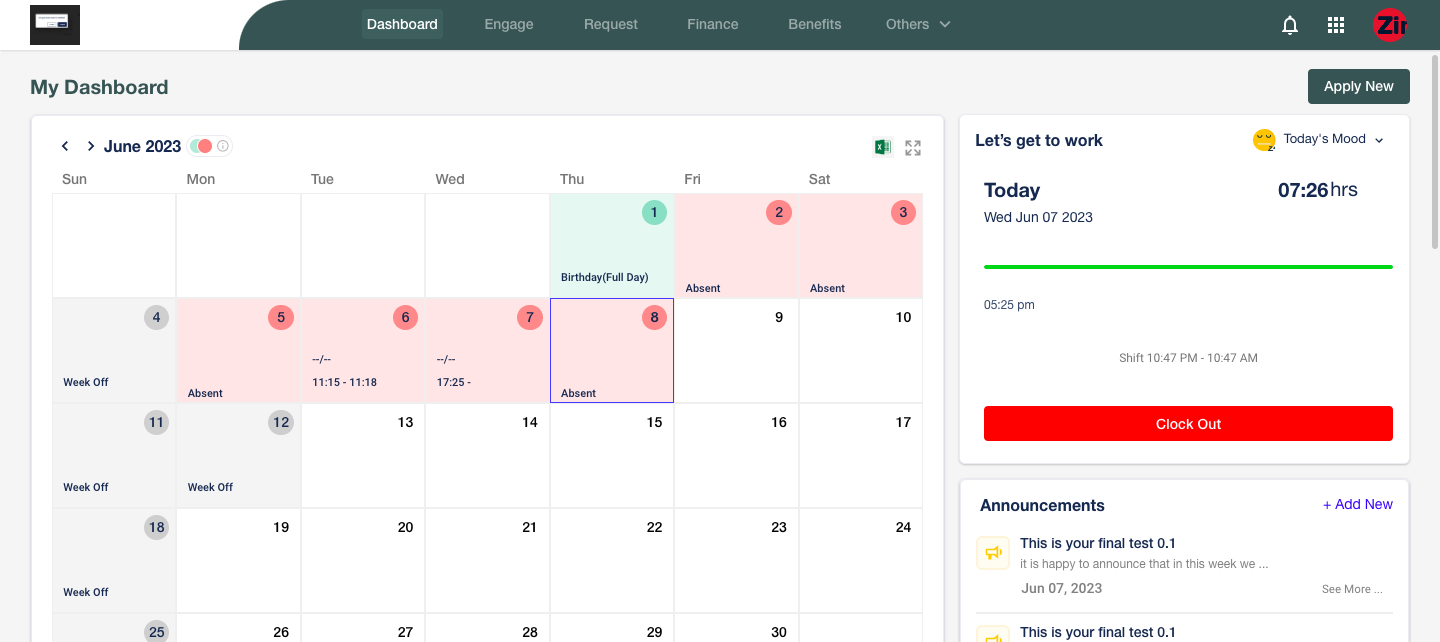 Dashboard
Engage
Request
Finance
Benefits
Others
Zir
My Dashboard
Apply New
June 2023
Sun Mon Tue Wed Thu Fri Sat
1 2 3
Birthday(Full Day)
Absent
Absent
4 5 6 7 8 9 10
--/--
--/--
Week Off
11:15 - 11:18
17:25 -
Absent
Absent
11 12 13 14 15 16 17
Week Off
Week Off
18 19 20 21 22 23 24
Week Off
25 26 27 28 29 30
Let's get to work
Today's Mood
Today
07:26 hrs
Wed Jun 07 2023
05:25 pm
Shift 10:47 PM - 10:47 AM
Clock Out
Announcements
+ Add New
This is your final test 0.1
it is happy to announce that in this week we ...
Jun 07, 2023
See More ...
This is your final test 0.1